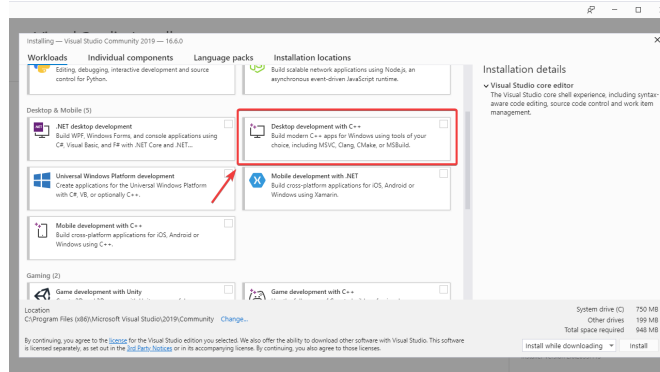 Installing — Visual Studio Community 2019 — 16.6.0
Workloads
Individual components
Language packs
Installation locations
Editing, debugging, interactive development and source
control for Python.
Build scalable network applications using Node.js, an
asynchronous event-driven JavaScript runtime.
Desktop & Mobile (5)
.NET desktop development
Build WPF, Windows Forms, and console applications using
C#, Visual Basic, and F# with .NET Core and .NET...
Desktop development with C++
Build modern C++ apps for Windows using tools of your
choice, including MSVC, Clang, CMake, or MSBuild.
Universal Windows Platform development
Create applications for the Universal Windows Platform
with C#, VB, or optionally C++.
Mobile development with .NET
Build cross-platform applications for iOS, Android or
Windows using Xamarin.
Mobile development with C++
Build cross-platform applications for iOS, Android or
Windows using C++.
Gaming (2)
Game development with Unity
Game development with C++
Installation details
Visual Studio core editor
The Visual Studio core shell experience, including syntax-
aware code editing, source code control and work item
management.
Location
C:\Program Files (x86)\Microsoft Visual Studio\2019\Community Change...
System drive (C) 750 MB
Other drives 199 MB
Total space required 948 MB
By continuing, you agree to the license for the Visual Studio edition you selected. We also offer the ability to download other software with Visual Studio. This software
is licensed separately, as set out in the 3rd Party Notices or in its accompanying license. By continuing, you also agree to those licenses.
Install while downloading
Install